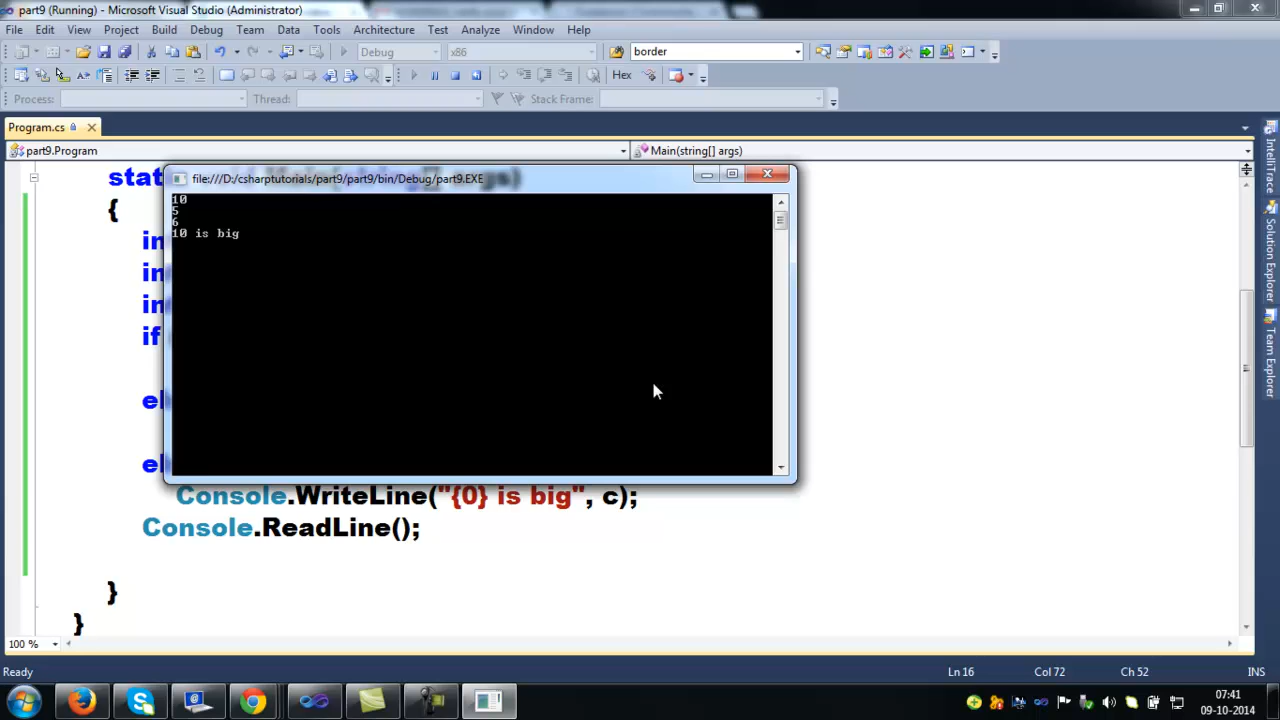 part9 (Running) - Microsoft Visual Studio (Administrator)
File Edit View Project Build Debug Team Data Tools Architecture Test Analyze Window Help
Debug x86 border
Hex
Process: Thread: Stack Frame:
Program.cs
part9.Program Main(string[] args)
file:///D:/csharptutorials/part9/part9/bin/Debug/part9.EXE
10
5
6
10 is big
{
Console.WriteLine("{0} is big", c);
Console.ReadLine();
}
}
100 %
Ready Ln 16 Col 72 Ch 52 INS
IntelliTrace
Solution Explorer
Team Explorer
07:41
09-10-2014